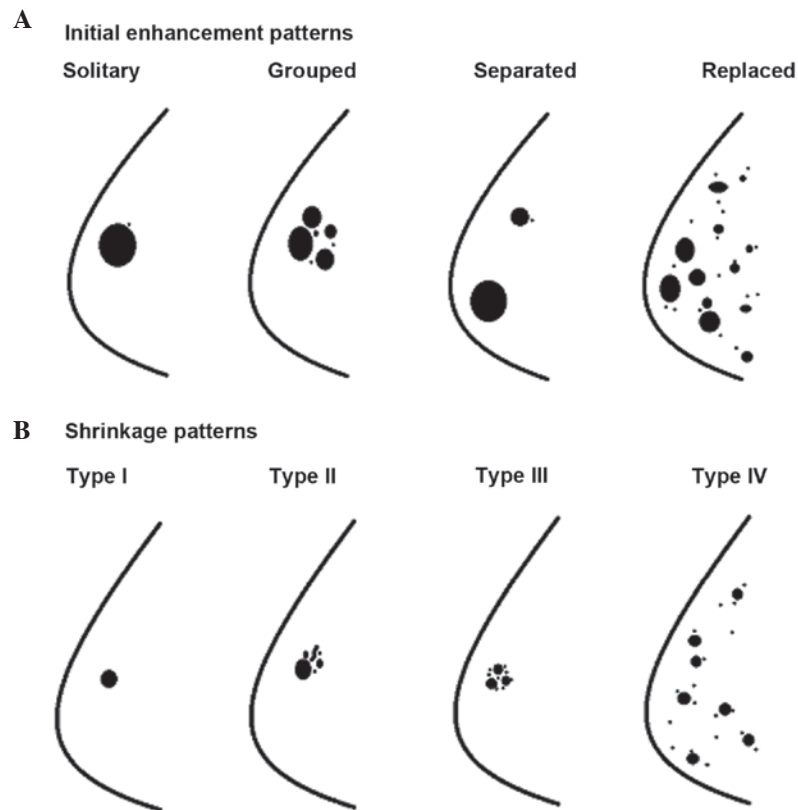 A
Initial enhancement patterns
Solitary Grouped Separated Replaced
B
Shrinkage patterns
Type I Type II Type III Type IV